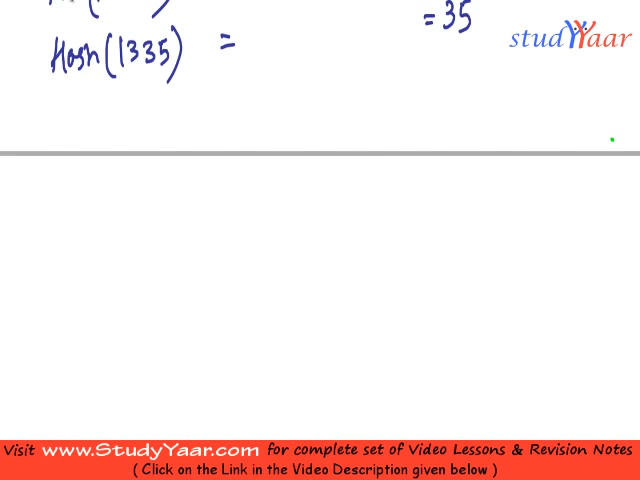 = 35
Hash(1335) =
studYYaar
Visit www.StudyYaar.com for complete set of Video Lessons & Revision Notes
( Click on the Link in the Video Description given below )